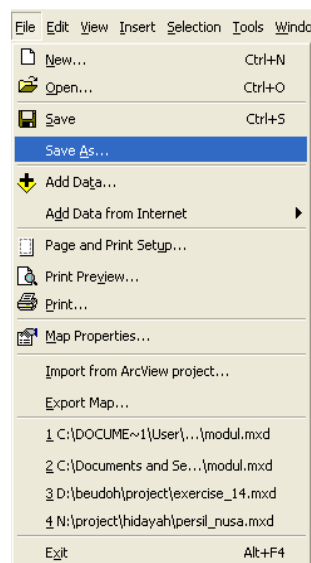 File Edit View Insert Selection Tools Windo
New... Ctrl+N
Open... Ctrl+O
Save Ctrl+S
Save As...
Add Data...
Add Data from Internet
Page and Print Setup...
Print Preview...
Print...
Map Properties...
Import from ArcView project...
Export Map...
1 C:\DOCUME~1\User\...\modul.mxd
2 C:\Documents and Se...\modul.mxd
3 D:\beudoh\project\exercise_14.mxd
4 N:\project\hidayah\persil_nusa.mxd
Exit Alt+F4